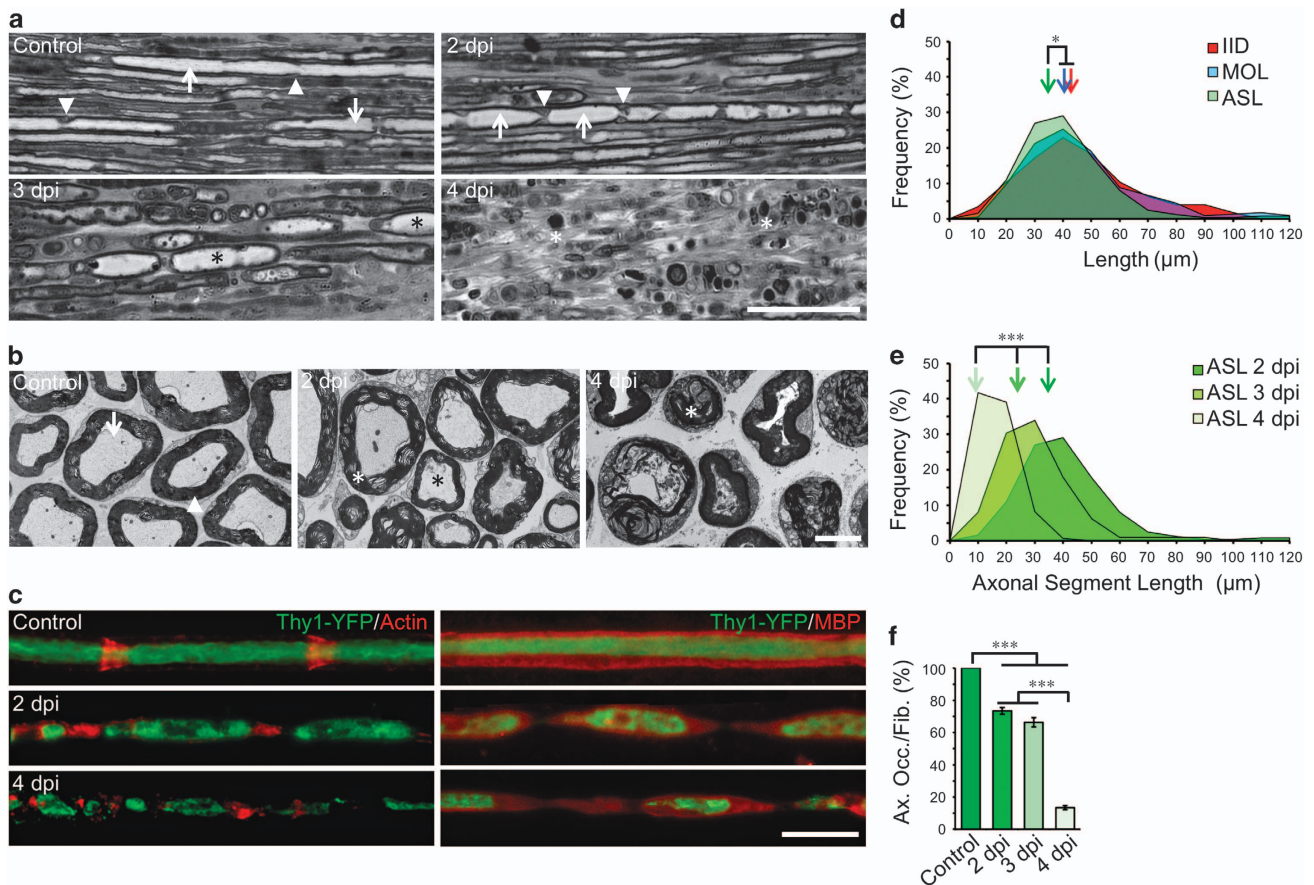 a
Control
2 dpi
3 dpi
*
*
4 dpi
*
*
b
Control
2 dpi
*
*
4 dpi
*
c
Control
Thy1-YFP/Actin
Thy1-YFP/MBP
2 dpi
4 dpi
d
Frequency (%)
50
40
30
20
10
0
*
IID
MOL
ASL
0 10 20 30 40 50 60 70 80 90 100 110 120
Length (µm)
e
Frequency (%)
50
40
30
20
10
0
***
ASL 2 dpi
ASL 3 dpi
ASL 4 dpi
0 10 20 30 40 50 60 70 80 90 100 110 120
Axonal Segment Length (µm)
f
Ax. Occ./Fib. (%)
100
80
60
40
20
0
***
***
Control
2 dpi
3 dpi
4 dpi